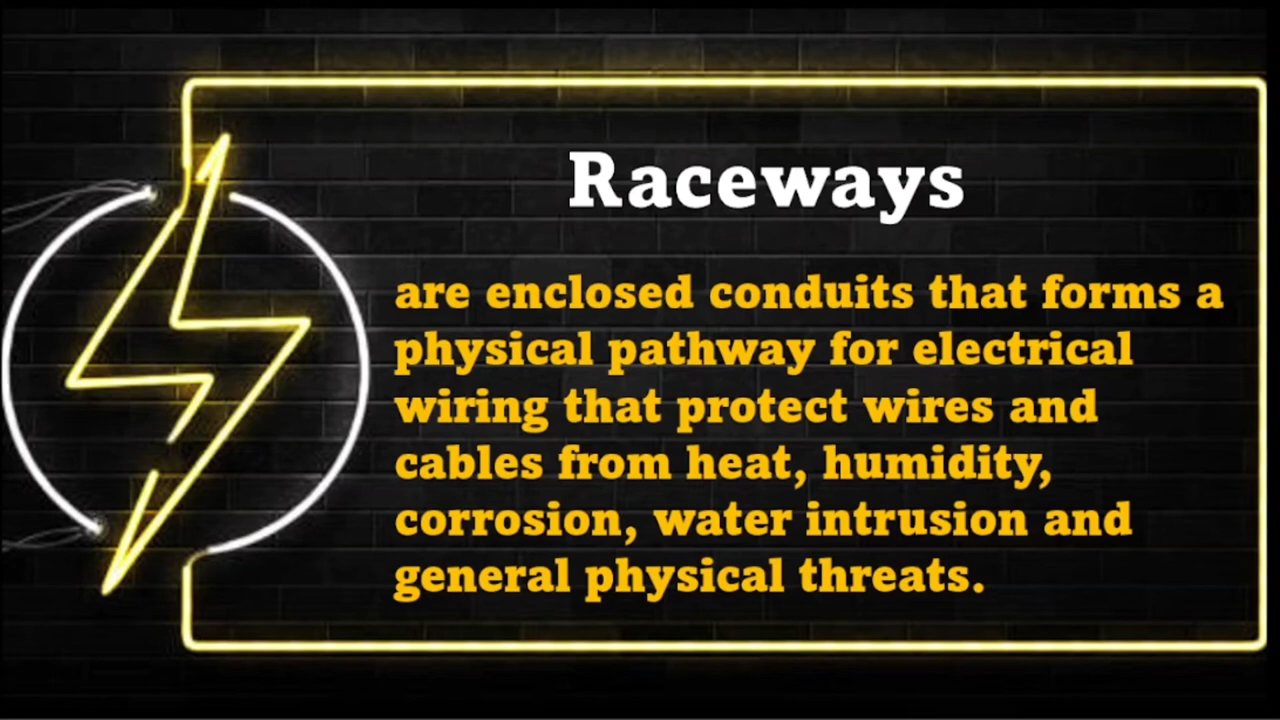 Raceways
are enclosed conduits that forms a
physical pathway for electrical
wiring that protect wires and
cables from heat, humidity,
corrosion, water intrusion and
general physical threats.